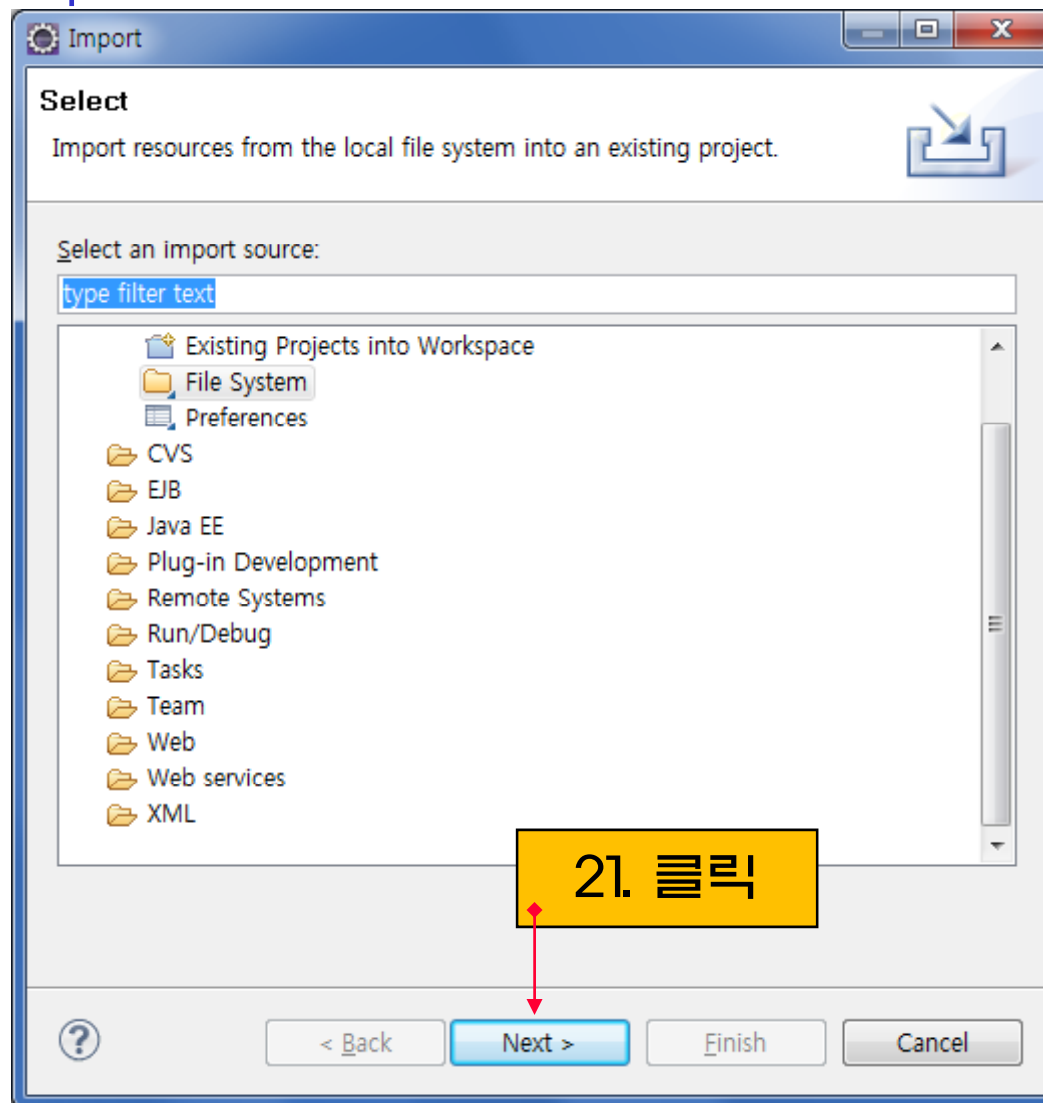 Import
Select
Import resources from the local file system into an existing project.
Select an import source:
type filter text
Existing Projects into Workspace
File System
Preferences
CVS
EJB
Java EE
Plug-in Development
Remote Systems
Run/Debug
Tasks
Team
Web
Web services
XML
21. 클릭
< Back Next > Finish Cancel